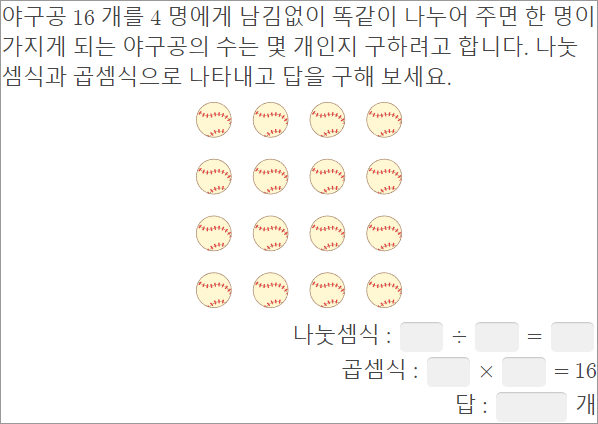 야구공 16 개를 4 명에게 남김없이 똑같이 나누어 주면 한 명이
가지게 되는 야구공의 수는 몇 개인지 구하려고 합니다. 나눗
셈식과 곱셈식으로 나타내고 답을 구해 보세요.
나눗셈식 : ÷ =
곱셈식 : × = 16
답 : 개